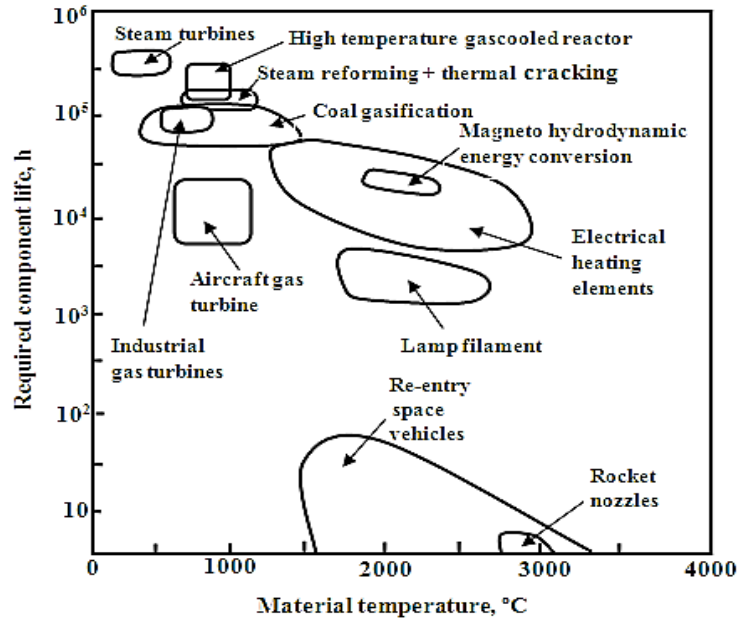 10⁶
Steam turbines
High temperature gascooled reactor
Steam reforming + thermal cracking
10⁵
Coal gasification
Magneto hydrodynamic
energy conversion
10⁴
Electrical
heating
elements
Aircraft gas
turbine
10³
Industrial
gas turbines
Lamp filament
Re-entry
space
vehicles
10²
Rocket
nozzles
10
Required component life, h
0
1000
2000
3000
4000
Material temperature, °C